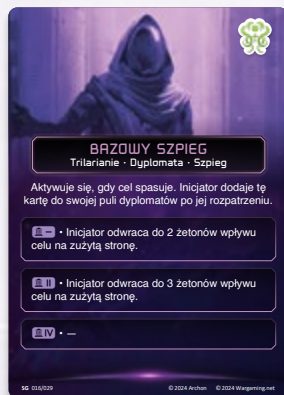 BAZOWY SZPIEG
Trilarianie · Dyplomata · Szpieg
Aktywuje się, gdy cel spasuje. Inicjator dodaje tę
kartę do swojej puli dyplomatów po jej rozpatrzeniu.
– • Inicjator odwraca do 2 żetonów wpływu
celu na zużytą stronę.
II • Inicjator odwraca do 3 żetonów wpływu
celu na zużytą stronę.
IV • —
SG 016/029 © 2024 Archon © 2024 Wargaming.net